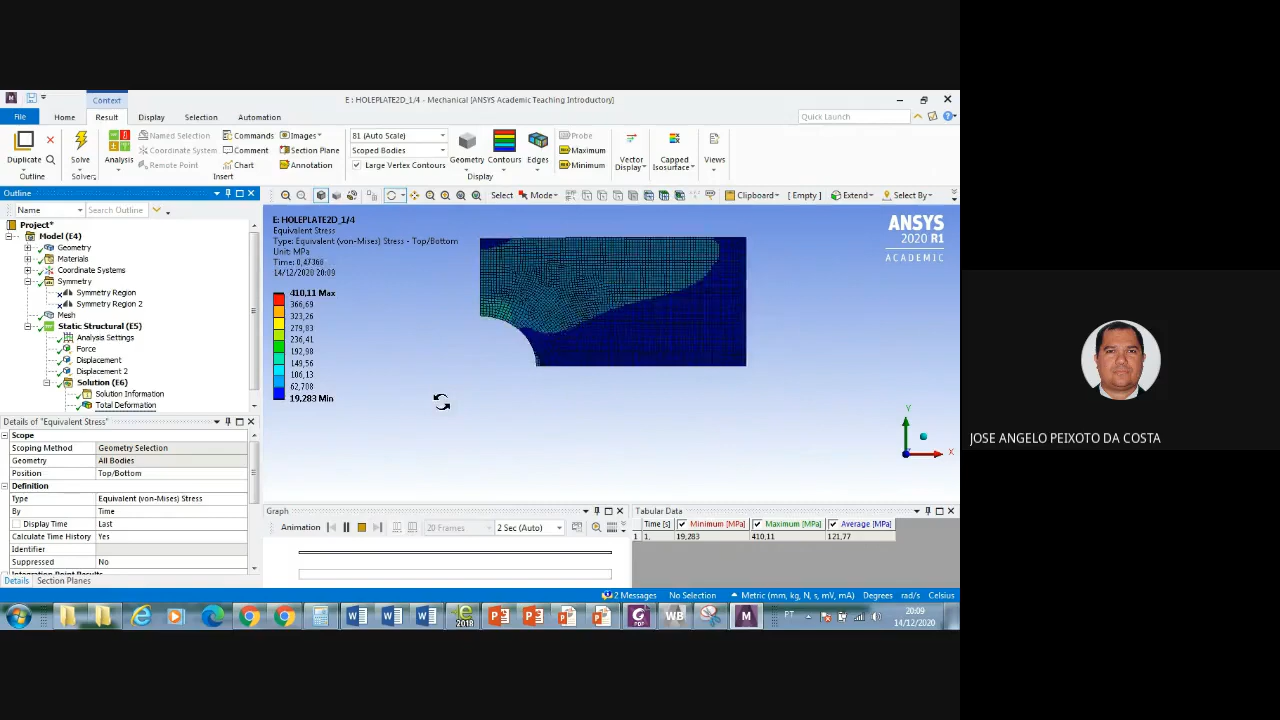 Context
E : HOLEPLATE2D_1/4 - Mechanical [ANSYS Academic Teaching Introductory]
File Home Result Display Selection Automation
Quick Launch
Named Selection Commands Images 81 (Auto Scale) Probe
Coordinate System Comment Section Plane Scoped Bodies Maximum
Duplicate Solve Analysis Remote Point Chart Annotation Large Vertex Contours Geometry Contours Edges Minimum Vector Display Capped Isosurface Views
Outline Solver Insert Display
Outline
Select Mode Clipboard [ Empty ] Extend Select By
Name Search Outline
Project*
Model (E4)
Geometry
Materials
Coordinate Systems
Symmetry
Symmetry Region
Symmetry Region 2
Mesh
Static Structural (E5)
Analysis Settings
Force
Displacement
Displacement 2
Solution (E6)
Solution Information
Total Deformation
E: HOLEPLATE2D_1/4
Equivalent Stress
Type: Equivalent (von-Mises) Stress - Top/Bottom
Unit: MPa
Time: 0,47368
14/12/2020 20:09
410,11 Max
366,69
323,26
279,83
236,41
192,98
149,56
106,13
62,708
19,283 Min
ANSYS
2020 R1
ACADEMIC
Y
X
JOSE ANGELO PEIXOTO DA COSTA
Details of "Equivalent Stress"
Scope
Scoping Method Geometry Selection
Geometry All Bodies
Position Top/Bottom
Definition
Type Equivalent (von-Mises) Stress
By Time
Display Time Last
Calculate Time History Yes
Identifier
Suppressed No
Integration Point Results
Details Section Planes
Graph
Animation 20 Frames 2 Sec (Auto)
Tabular Data
Time [s] Minimum [MPa] Maximum [MPa] Average [MPa]
1 1, 19,283 410,11 121,77
2 Messages No Selection Metric (mm, kg, N, s, mV, mA) Degrees rad/s Celsius
2018 PDF WB M PT 20:09
14/12/2020